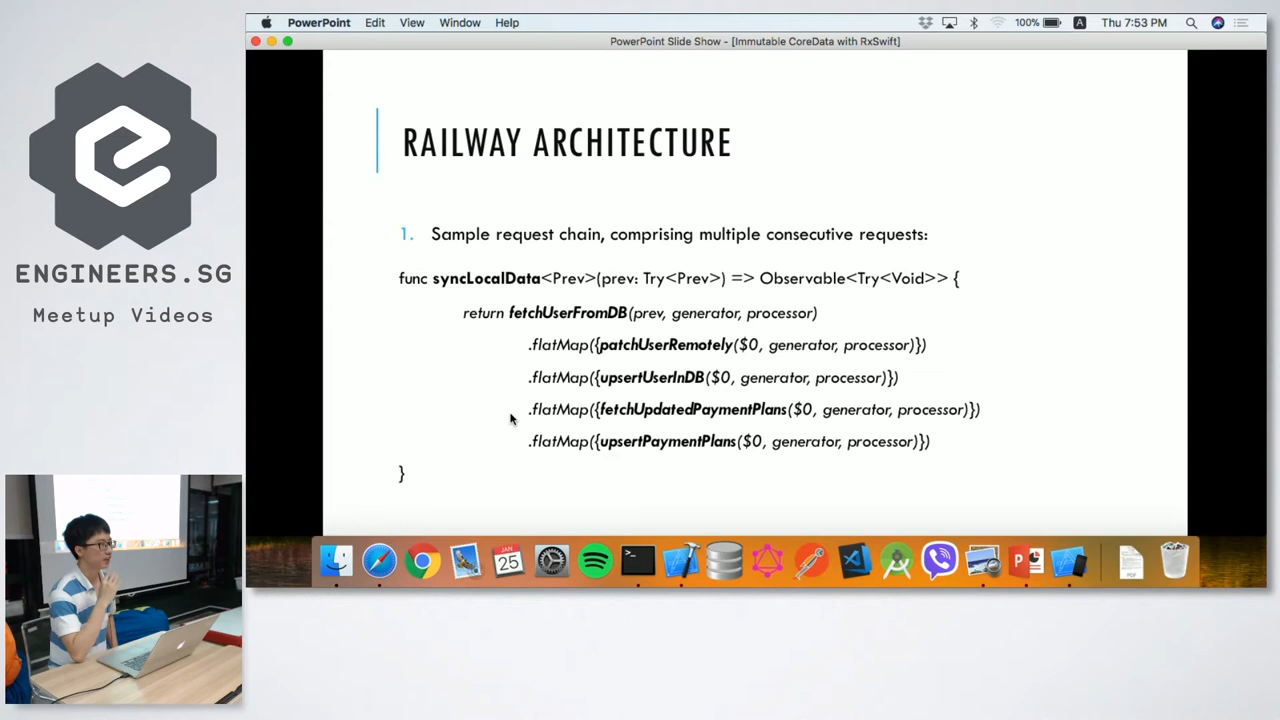 PowerPoint Edit View Window Help 100% A Thu 7:53 PM
PowerPoint Slide Show - [Immutable CoreData with RxSwift]
ENGINEERS.SG
Meetup Videos
RAILWAY ARCHITECTURE
1. Sample request chain, comprising multiple consecutive requests:
func syncLocalData<Prev>(prev: Try<Prev>) => Observable<Try<Void>> {
return fetchUserFromDB(prev, generator, processor)
.flatMap({patchUserRemotely($0, generator, processor)})
.flatMap({upsertUserInDB($0, generator, processor)})
.flatMap({fetchUpdatedPaymentPlans($0, generator, processor)})
.flatMap({upsertPaymentPlans($0, generator, processor)})
}
JAN
25
>_
P
PDF